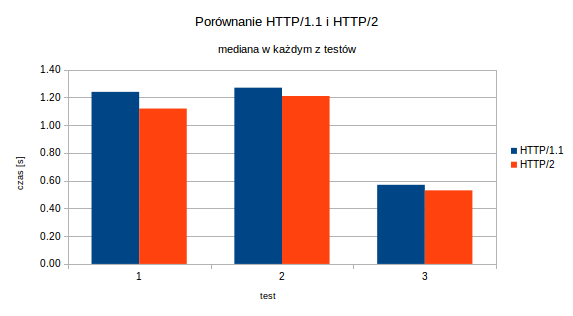 Porównanie HTTP/1.1 i HTTP/2
mediana w każdym z testów
1.40
1.20
1.00
0.80
0.60
0.40
0.20
0.00
czas [s]
1 2 3
test
HTTP/1.1
HTTP/2